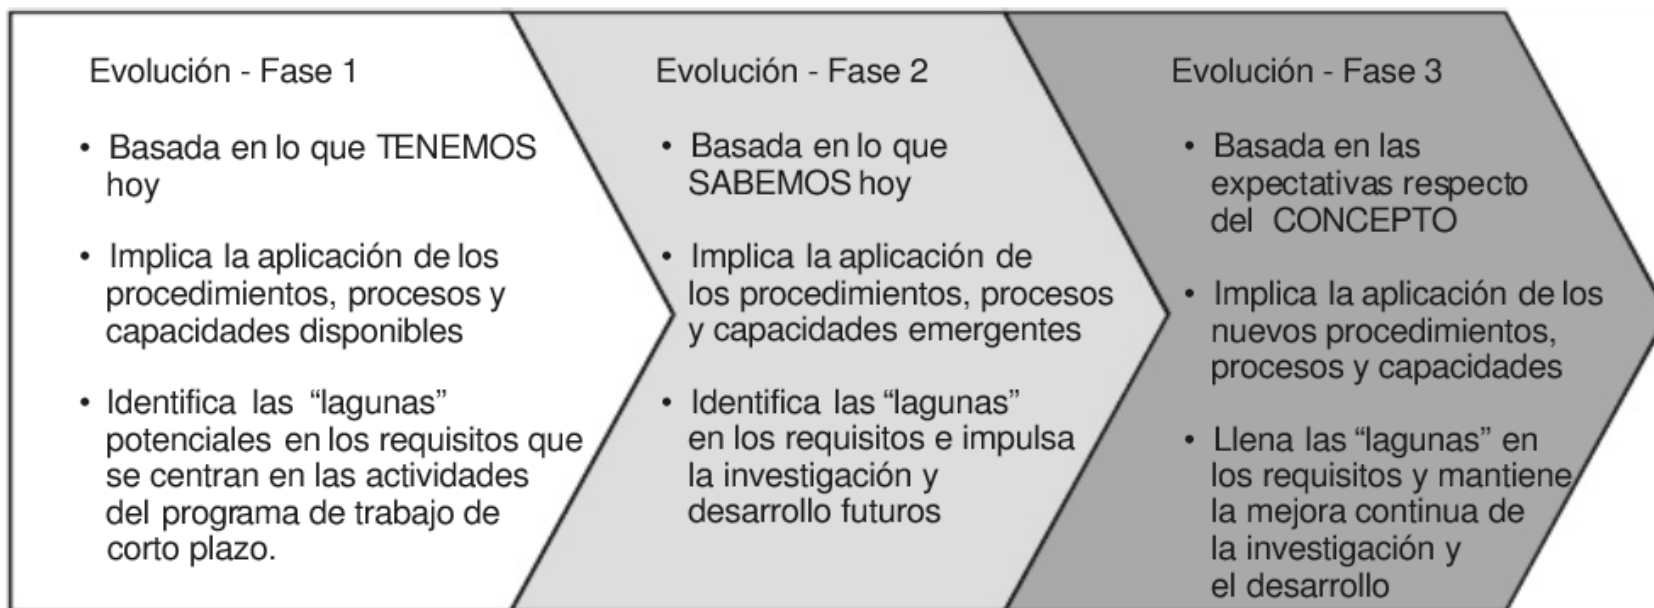 Evolución - Fase 1
• Basada en lo que TENEMOS
hoy
• Implica la aplicación de los
procedimientos, procesos y
capacidades disponibles
• Identifica las “lagunas”
potenciales en los requisitos que
se centran en las actividades
del programa de trabajo de
corto plazo.
Evolución - Fase 2
• Basada en lo que
SABEMOS hoy
• Implica la aplicación de
los procedimientos, procesos
y capacidades emergentes
• Identifica las “lagunas”
en los requisitos e impulsa
la investigación y
desarrollo futuros
Evolución - Fase 3
• Basada en las
expectativas respecto
del CONCEPTO
• Implica la aplicación de los
nuevos procedimientos,
procesos y capacidades
• Llena las “lagunas” en
los requisitos y mantiene
la mejora continua de
la investigación y
el desarrollo